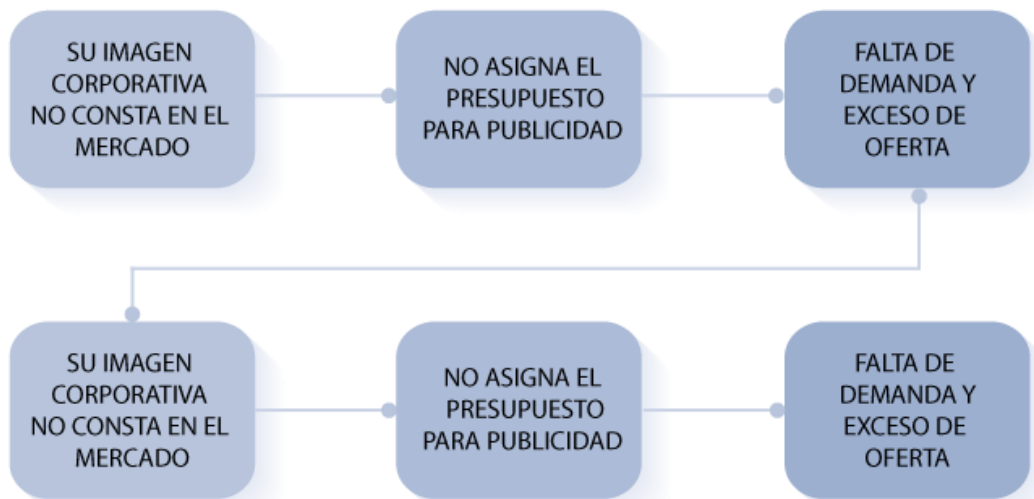 SU IMAGEN
CORPORATIVA
NO CONSTA EN EL
MERCADO
NO ASIGNA EL
PRESUPUESTO
PARA PUBLICIDAD
FALTA DE
DEMANDA Y
EXCESO DE
OFERTA
SU IMAGEN
CORPORATIVA
NO CONSTA EN EL
MERCADO
NO ASIGNA EL
PRESUPUESTO
PARA PUBLICIDAD
FALTA DE
DEMANDA Y
EXCESO DE
OFERTA